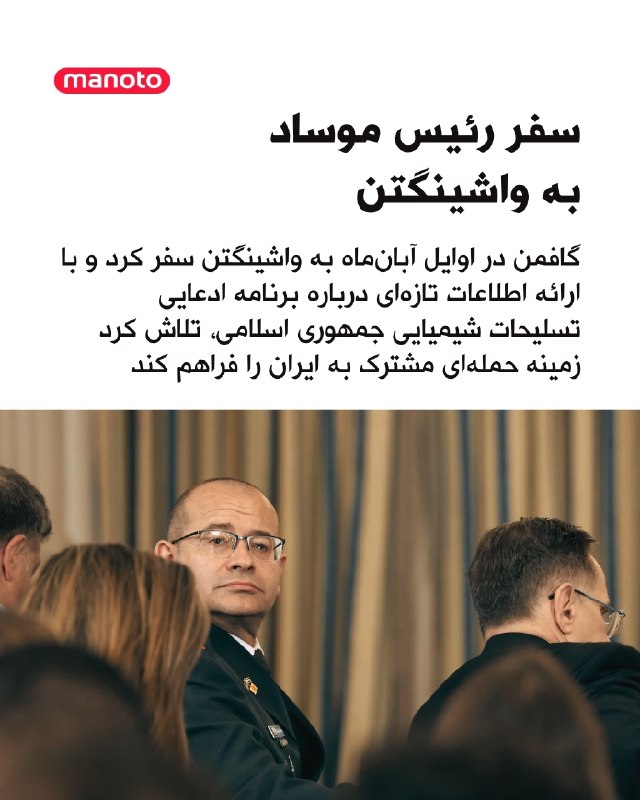 manoto
سفر رئیس موساد
به واشینگتن
گافمن در اوایل آبان‌ماه به واشینگتن سفر کرد و با
ارائه اطلاعات تازه‌ای درباره برنامه ادعایی
تسلیحات شیمیایی جمهوری اسلامی، تلاش کرد
زمینه حمله‌ای مشترک به ایران را فراهم کند